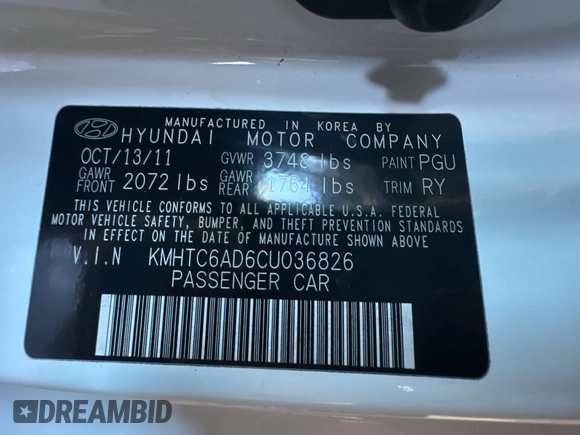 MANUFACTURED IN KOREA BY
HYUNDAI MOTOR COMPANY
OCT/13/11 GVWR 3748 lbs PAINT PGU
GAWR FRONT 2072 lbs GAWR REAR 1764 lbs TRIM RY
THIS VEHICLE CONFORMS TO ALL APPLICABLE U.S.A. FEDERAL
MOTOR VEHICLE SAFETY, BUMPER, AND THEFT PREVENTION STANDARDS
IN EFFECT ON THE DATE OF MANUFACTURE SHOWN ABOVE
V.I.N KMHTC6AD6CU036826
PASSENGER CAR
DREAMBID